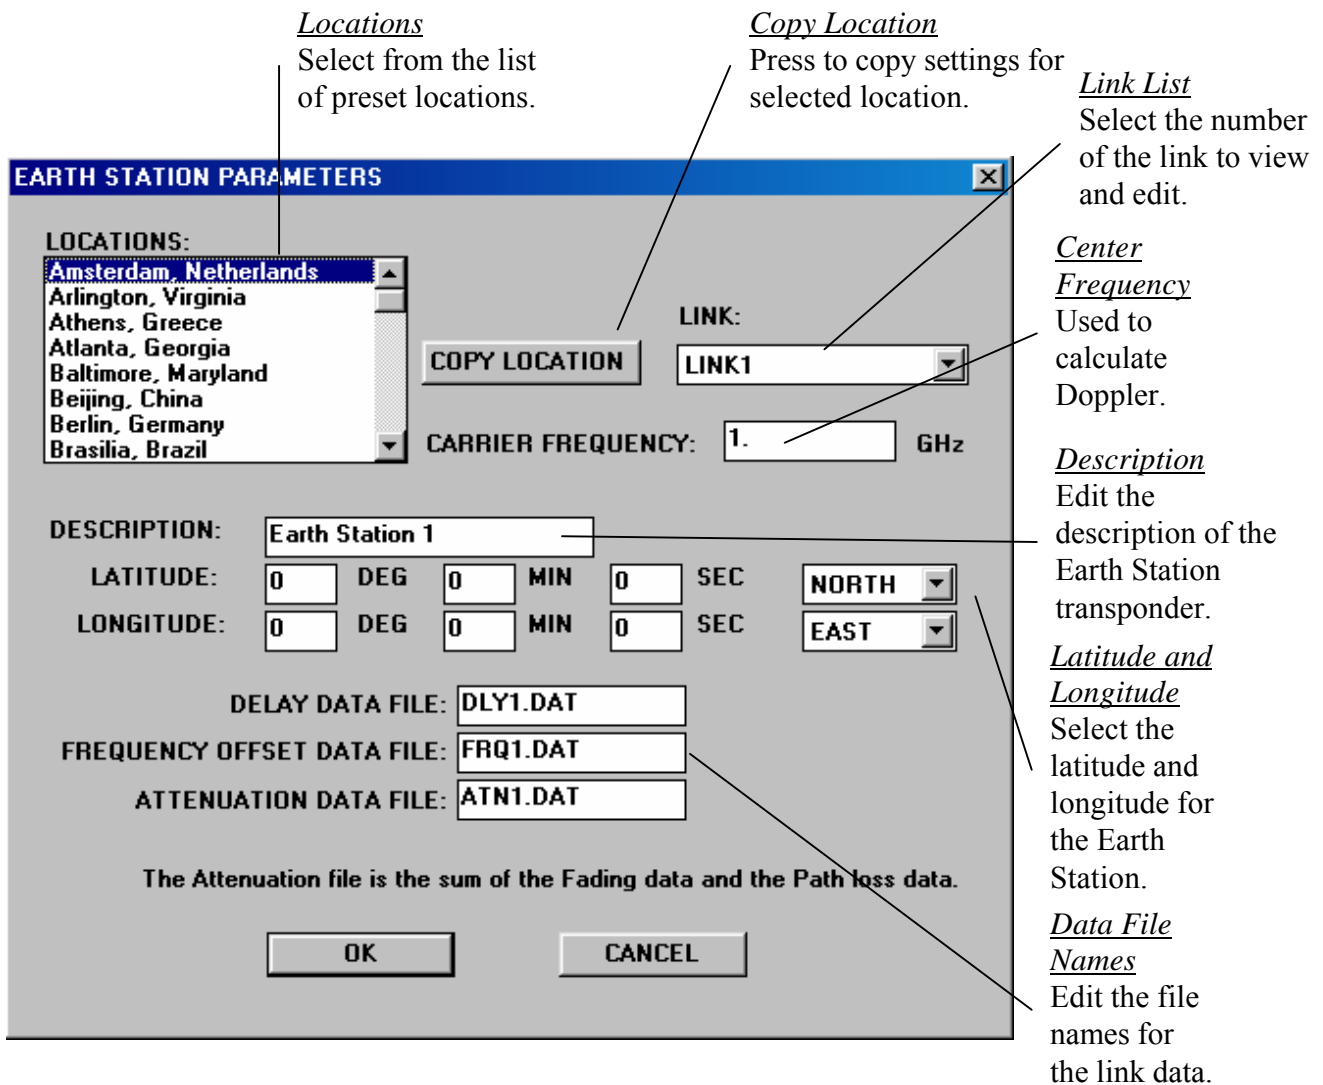 Locations
Select from the list
of preset locations.
Copy Location
Press to copy settings for
selected location.
Link List
Select the number
of the link to view
and edit.
EARTH STATION PARAMETERS
LOCATIONS:
Amsterdam, Netherlands
Arlington, Virginia
Athens, Greece
Atlanta, Georgia
Baltimore, Maryland
Beijing, China
Berlin, Germany
Brasilia, Brazil
COPY LOCATION
LINK:
LINK1
CARRIER FREQUENCY: 1. GHz
Center
Frequency
Used to
calculate
Doppler.
DESCRIPTION: Earth Station 1
LATITUDE: 0 DEG 0 MIN 0 SEC NORTH
LONGITUDE: 0 DEG 0 MIN 0 SEC EAST
Description
Edit the
description of the
Earth Station
transponder.
DELAY DATA FILE: DLY1.DAT
FREQUENCY OFFSET DATA FILE: FRQ1.DAT
ATTENUATION DATA FILE: ATN1.DAT
Latitude and
Longitude
Select the
latitude and
longitude for
the Earth
Station.
The Attenuation file is the sum of the Fading data and the Path loss data.
OK
CANCEL
Data File
Names
Edit the file
names for
the link data.